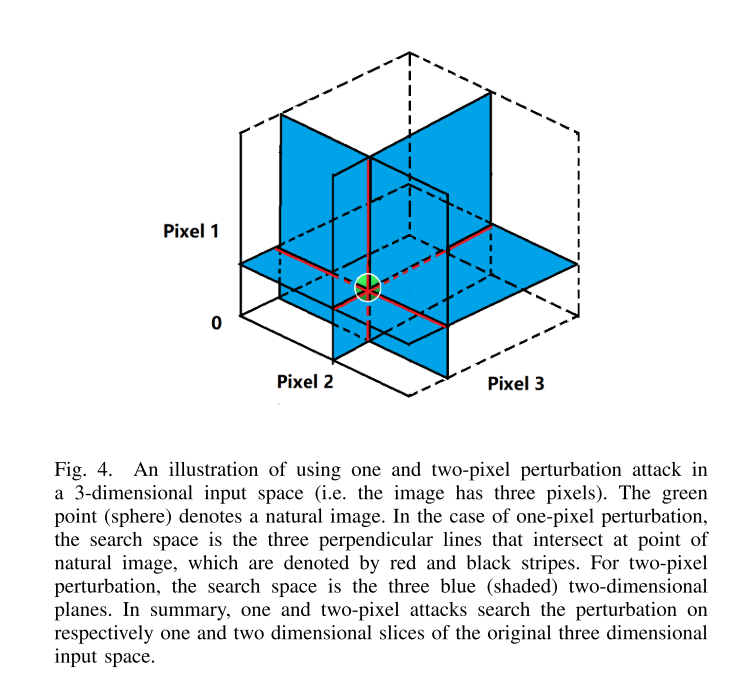 Pixel 1
0
Pixel 2
Pixel 3
Fig. 4. An illustration of using one and two-pixel perturbation attack in
a 3-dimensional input space (i.e. the image has three pixels). The green
point (sphere) denotes a natural image. In the case of one-pixel perturbation,
the search space is the three perpendicular lines that intersect at point of
natural image, which are denoted by red and black stripes. For two-pixel
perturbation, the search space is the three blue (shaded) two-dimensional
planes. In summary, one and two-pixel attacks search the perturbation on
respectively one and two dimensional slices of the original three dimensional
input space.